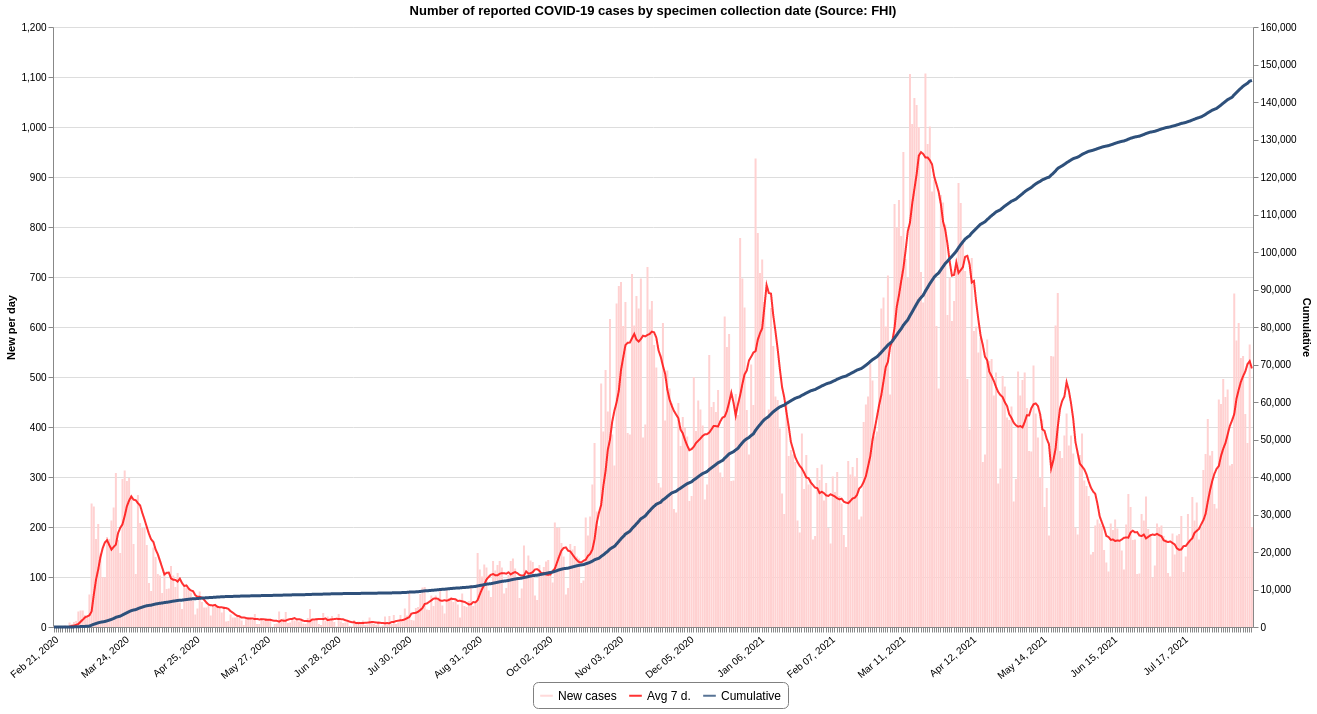 Number of reported COVID-19 cases by specimen collection date (Source: FHI)
1,200
1,100
1,000
900
800
700
600
500
400
300
200
100
0
New per day
160,000
150,000
140,000
130,000
120,000
110,000
100,000
90,000
80,000
70,000
60,000
50,000
40,000
30,000
20,000
10,000
0
Cumulative
Feb 21, 2020
Mar 24, 2020
Apr 25, 2020
May 27, 2020
Jun 28, 2020
Jul 30, 2020
Aug 31, 2020
Oct 02, 2020
Nov 03, 2020
Dec 05, 2020
Jan 06, 2021
Feb 07, 2021
Mar 11, 2021
Apr 12, 2021
May 14, 2021
Jun 15, 2021
Jul 17, 2021
New cases Avg 7 d. Cumulative